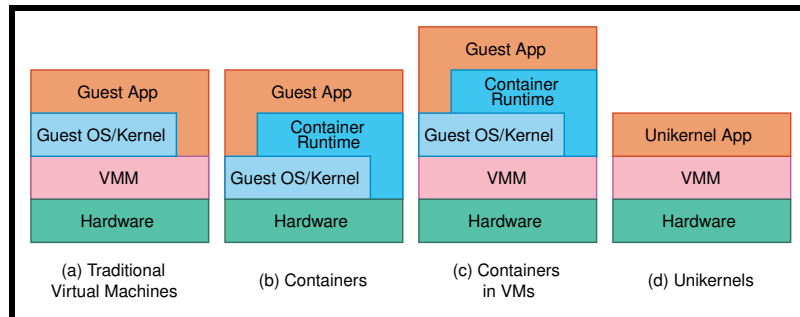 Guest App
Guest OS/Kernel
VMM
Hardware
(a) Traditional
Virtual Machines
Guest App
Container
Runtime
Guest OS/Kernel
Hardware
(b) Containers
Guest App
Container
Runtime
Guest OS/Kernel
VMM
Hardware
(c) Containers
in VMs
Unikernel App
VMM
Hardware
(d) Unikernels